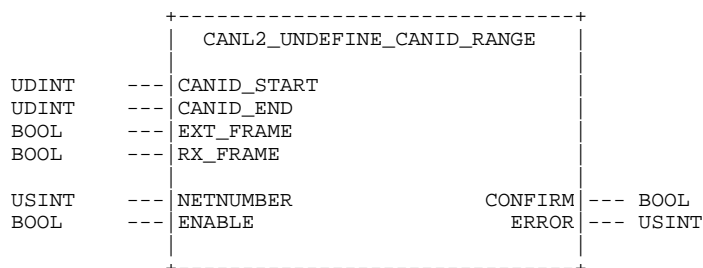 CANL2_UNDEFINE_CANID_RANGE
UDINT ---|CANID_START
UDINT ---|CANID_END
BOOL ---|EXT_FRAME
BOOL ---|RX_FRAME
USINT ---|NETNUMBER CONFIRM|--- BOOL
BOOL ---|ENABLE ERROR|--- USINT